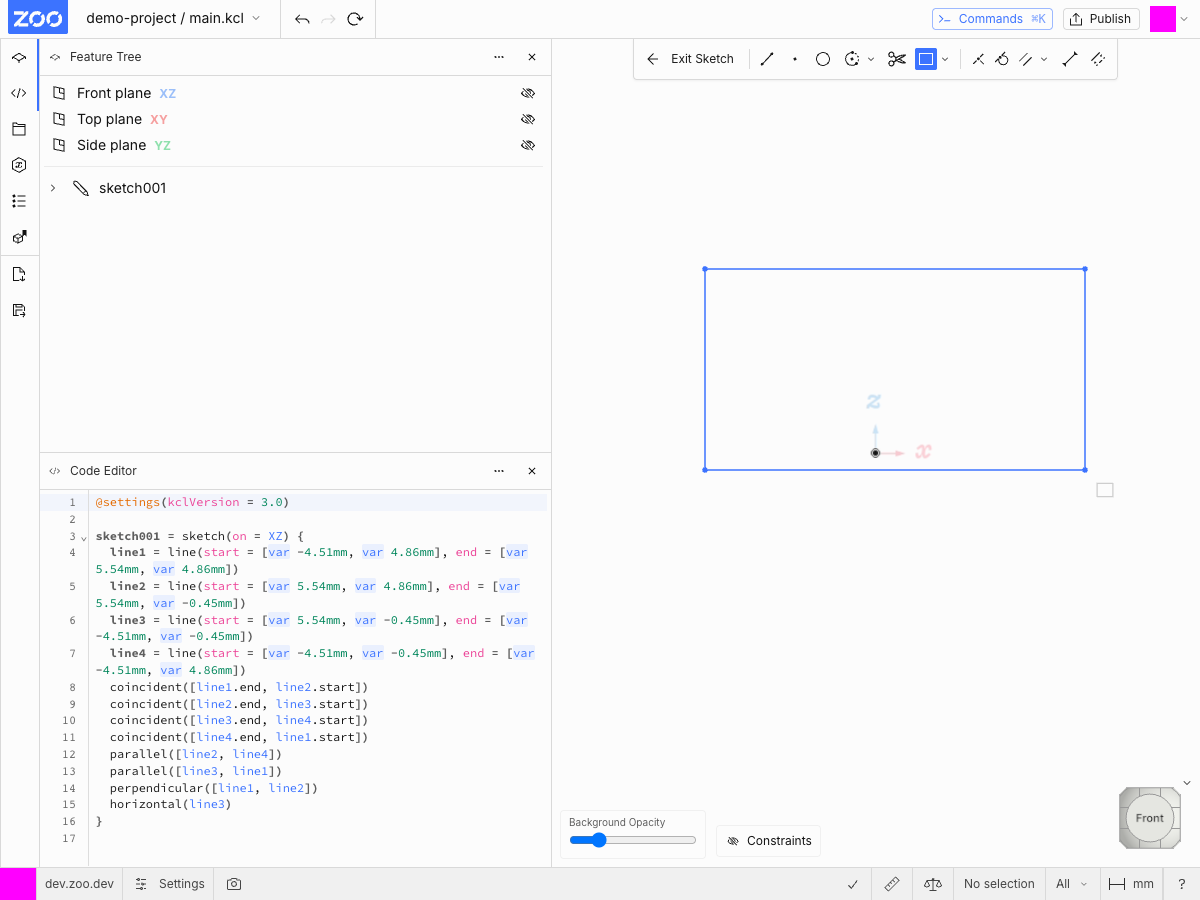 ZOO
demo-project / main.kcl
Commands ⌘K
Publish
Feature Tree
Exit Sketch
Front plane XZ
Top plane XY
Side plane YZ
sketch001
z
x
Code Editor
1 @settings(kclVersion = 3.0)
2
3 sketch001 = sketch(on = XZ) {
4 line1 = line(start = [var -4.51mm, var 4.86mm], end = [var
5.54mm, var 4.86mm])
5 line2 = line(start = [var 5.54mm, var 4.86mm], end = [var
5.54mm, var -0.45mm])
6 line3 = line(start = [var 5.54mm, var -0.45mm], end = [var
-4.51mm, var -0.45mm])
7 line4 = line(start = [var -4.51mm, var -0.45mm], end = [var
-4.51mm, var 4.86mm])
8 coincident([line1.end, line2.start])
9 coincident([line2.end, line3.start])
10 coincident([line3.end, line4.start])
11 coincident([line4.end, line1.start])
12 parallel([line2, line4])
13 parallel([line3, line1])
14 perpendicular([line1, line2])
15 horizontal(line3)
16 }
17
Background Opacity
Constraints
Front
dev.zoo.dev
Settings
No selection
All
mm
?